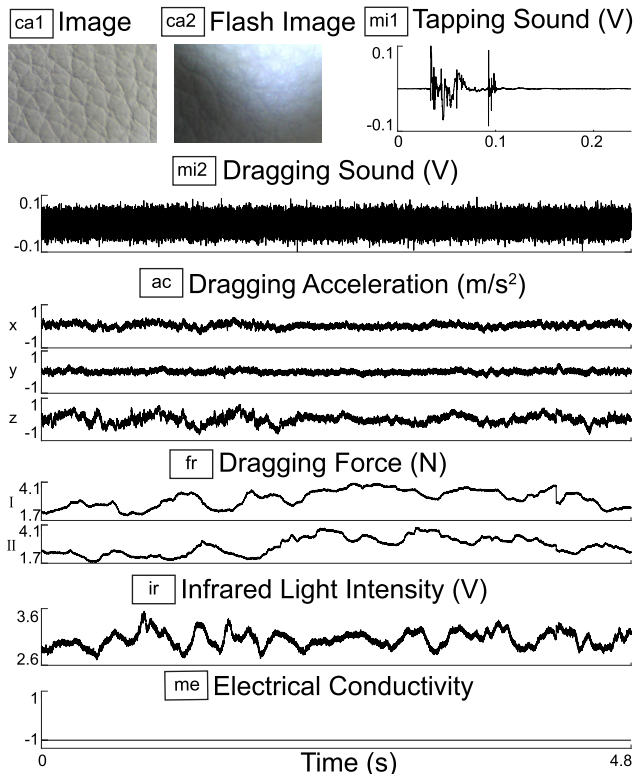 ca1 Image ca2 Flash Image mi1 Tapping Sound (V)
0.1
-0.1
0 0.1 0.2
mi2 Dragging Sound (V)
0.1
-0.1
ac Dragging Acceleration (m/s²)
x 1
-1
y 1
-1
z 1
-1
fr Dragging Force (N)
I 4.1
1.7
II 4.1
1.7
ir Infrared Light Intensity (V)
3.6
2.6
me Electrical Conductivity
1
-1
0 Time (s) 4.8